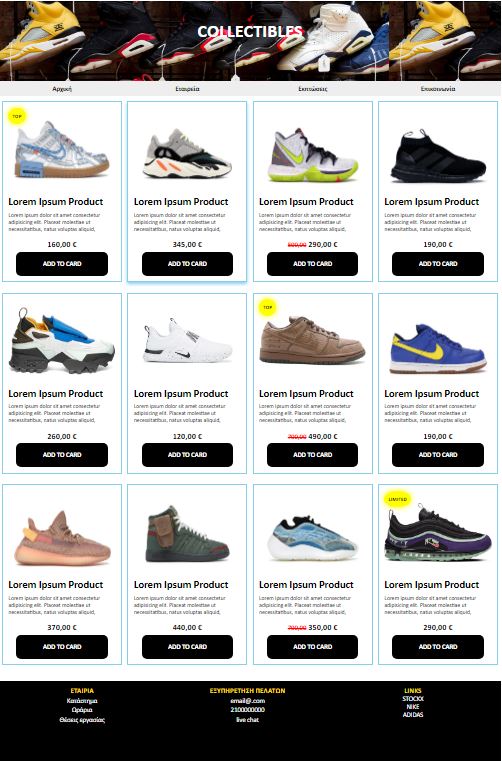 COLLECTIBLES
Αρχική
Εταιρεία
Εκπτώσεις
Επικοινωνία
TOP
Lorem Ipsum Product
Lorem ipsum dolor sit amet consectetur
adipisicing elit. Placeat molestiae ut
necessitatibus, natus voluptas aliquid,
160,00 €
ADD TO CARD
Lorem Ipsum Product
Lorem ipsum dolor sit amet consectetur
adipisicing elit. Placeat molestiae ut
necessitatibus, natus voluptas aliquid,
345,00 €
ADD TO CARD
Lorem Ipsum Product
Lorem ipsum dolor sit amet consectetur
adipisicing elit. Placeat molestiae ut
necessitatibus, natus voluptas aliquid,
290,00 €
ADD TO CARD
Lorem Ipsum Product
Lorem ipsum dolor sit amet consectetur
adipisicing elit. Placeat molestiae ut
necessitatibus, natus voluptas aliquid,
190,00 €
ADD TO CARD
Lorem Ipsum Product
Lorem ipsum dolor sit amet consectetur
adipisicing elit. Placeat molestiae ut
necessitatibus, natus voluptas aliquid,
260,00 €
ADD TO CARD
Lorem Ipsum Product
Lorem ipsum dolor sit amet consectetur
adipisicing elit. Placeat molestiae ut
necessitatibus, natus voluptas aliquid,
120,00 €
ADD TO CARD
TOP
Lorem Ipsum Product
Lorem ipsum dolor sit amet consectetur
adipisicing elit. Placeat molestiae ut
necessitatibus, natus voluptas aliquid,
700,00 490,00 €
ADD TO CARD
Lorem Ipsum Product
Lorem ipsum dolor sit amet consectetur
adipisicing elit. Placeat molestiae ut
necessitatibus, natus voluptas aliquid,
190,00 €
ADD TO CARD
Lorem Ipsum Product
Lorem ipsum dolor sit amet consectetur
adipisicing elit. Placeat molestiae ut
necessitatibus, natus voluptas aliquid,
370,00 €
ADD TO CARD
Lorem Ipsum Product
Lorem ipsum dolor sit amet consectetur
adipisicing elit. Placeat molestiae ut
necessitatibus, natus voluptas aliquid,
440,00 €
ADD TO CARD
Lorem Ipsum Product
Lorem ipsum dolor sit amet consectetur
adipisicing elit. Placeat molestiae ut
necessitatibus, natus voluptas aliquid,
700,00 350,00 €
ADD TO CARD
LIMITED
Lorem Ipsum Product
Lorem ipsum dolor sit amet consectetur
adipisicing elit. Placeat molestiae ut
necessitatibus, natus voluptas aliquid,
290,00 €
ADD TO CARD
ΕΤΑΙΡΙΑ
Κατάστημα
Ωράρια
Θέσεις εργασίας
ΕΞΥΠΗΡΕΤΗΣΗ ΠΕΛΑΤΩΝ
email@.com
2100000000
live chat
LINKS
STOCKX
NIKE
ADIDAS